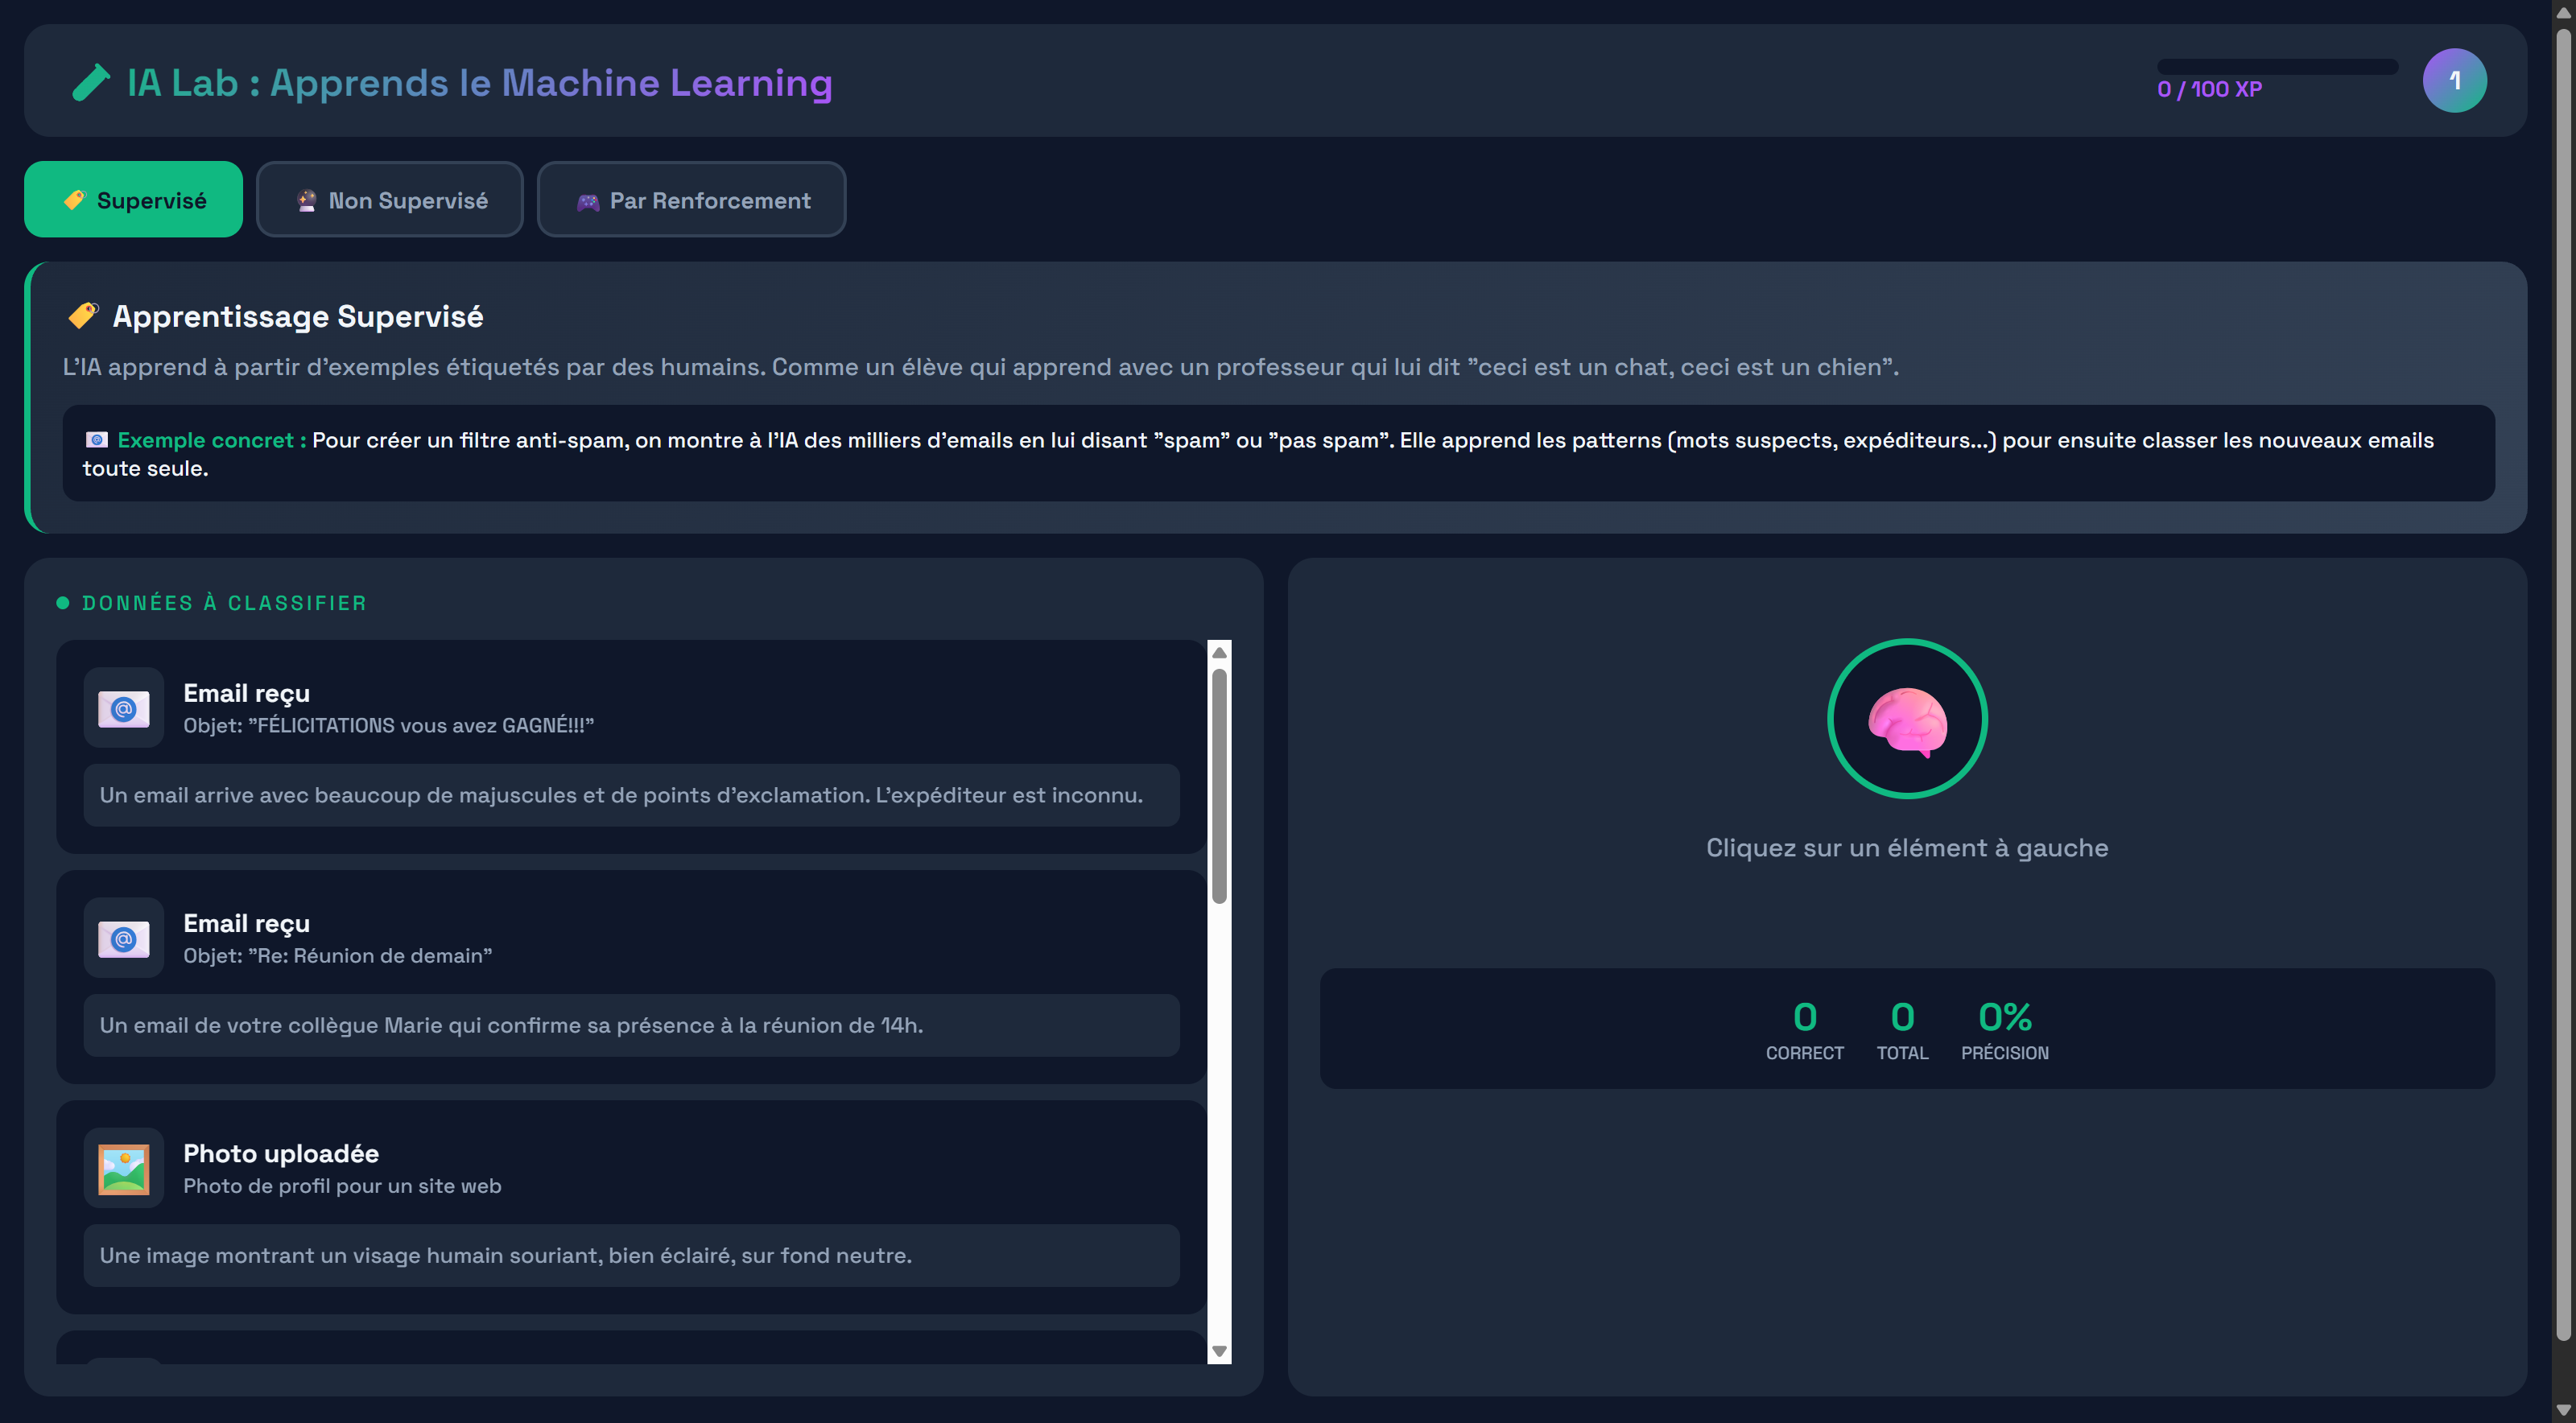 IA Lab : Apprends le Machine Learning
0 / 100 XP
1
Supervisé
Non Supervisé
Par Renforcement
Apprentissage Supervisé
L'IA apprend à partir d'exemples étiquetés par des humains. Comme un élève qui apprend avec un professeur qui lui dit "ceci est un chat, ceci est un chien".
Exemple concret : Pour créer un filtre anti-spam, on montre à l'IA des milliers d'emails en lui disant "spam" ou "pas spam". Elle apprend les patterns (mots suspects, expéditeurs...) pour ensuite classer les nouveaux emails
toute seule.
DONNÉES À CLASSIFIER
Email reçu
Objet: "FÉLICITATIONS vous avez GAGNÉ!!!"
Un email arrive avec beaucoup de majuscules et de points d'exclamation. L'expéditeur est inconnu.
Email reçu
Objet: "Re: Réunion de demain"
Un email de votre collègue Marie qui confirme sa présence à la réunion de 14h.
Photo uploadée
Photo de profil pour un site web
Une image montrant un visage humain souriant, bien éclairé, sur fond neutre.
Cliquez sur un élément à gauche
0 0 0%
CORRECT TOTAL PRÉCISION